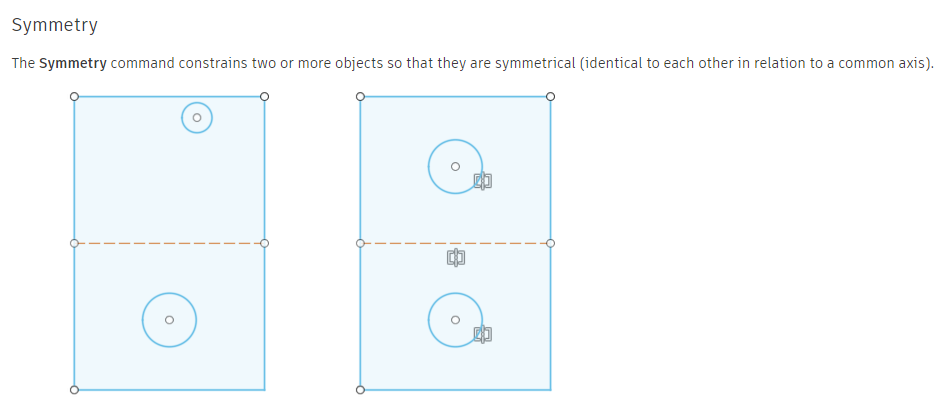 Symmetry
The Symmetry command constrains two or more objects so that they are symmetrical (identical to each other in relation to a common axis).